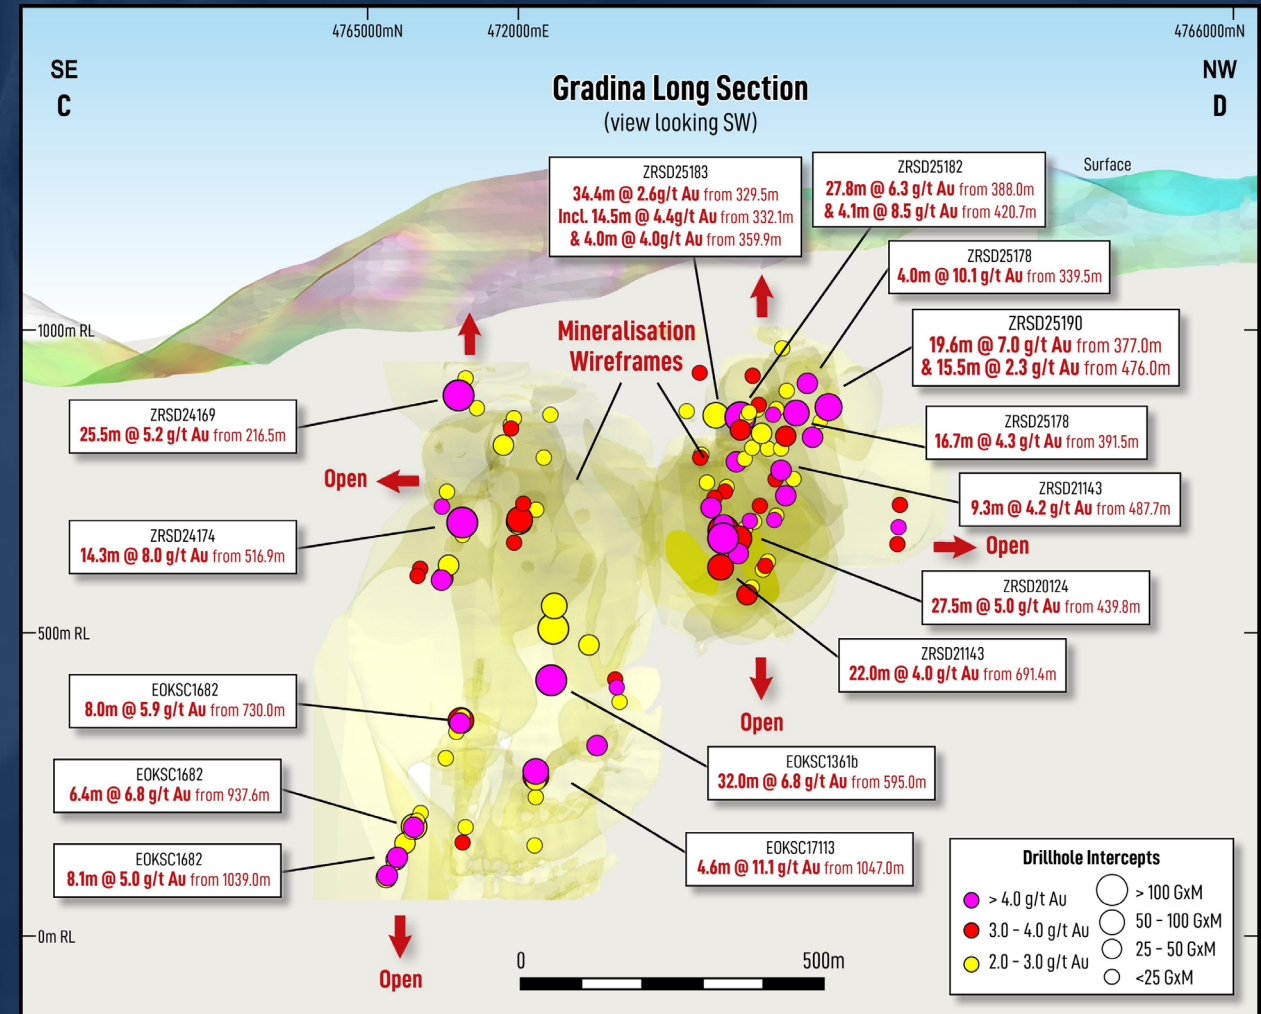 4765000mN
472000mE
4766000mN
SE
C
NW
D
Gradina Long Section
(view looking SW)
Surface
ZRSD25183
34.4m @ 2.6g/t Au from 329.5m
Incl. 14.5m @ 4.4g/t Au from 332.1m
& 4.0m @ 4.0g/t Au from 359.9m
ZRSD25182
27.8m @ 6.3 g/t Au from 388.0m
& 4.1m @ 8.5 g/t Au from 420.7m
ZRSD25178
4.0m @ 10.1 g/t Au from 339.5m
ZRSD25190
19.6m @ 7.0 g/t Au from 377.0m
& 15.5m @ 2.3 g/t Au from 476.0m
1000m RL
Mineralisation
Wireframes
ZRSD24169
25.5m @ 5.2 g/t Au from 216.5m
ZRSD25178
16.7m @ 4.3 g/t Au from 391.5m
Open
ZRSD21143
9.3m @ 4.2 g/t Au from 487.7m
ZRSD24174
14.3m @ 8.0 g/t Au from 516.9m
Open
ZRSD20124
27.5m @ 5.0 g/t Au from 439.8m
500m RL
ZRSD21143
22.0m @ 4.0 g/t Au from 691.4m
EOKSC1682
8.0m @ 5.9 g/t Au from 730.0m
Open
EOKSC1361b
32.0m @ 6.8 g/t Au from 595.0m
EOKSC1682
6.4m @ 6.8 g/t Au from 937.6m
EOKSC17113
4.6m @ 11.1 g/t Au from 1047.0m
EOKSC1682
8.1m @ 5.0 g/t Au from 1039.0m
0m RL
Open
0
500m
Drillhole Intercepts
> 4.0 g/t Au
3.0 – 4.0 g/t Au
2.0 – 3.0 g/t Au
> 100 GxM
50 – 100 GxM
25 – 50 GxM
<25 GxM